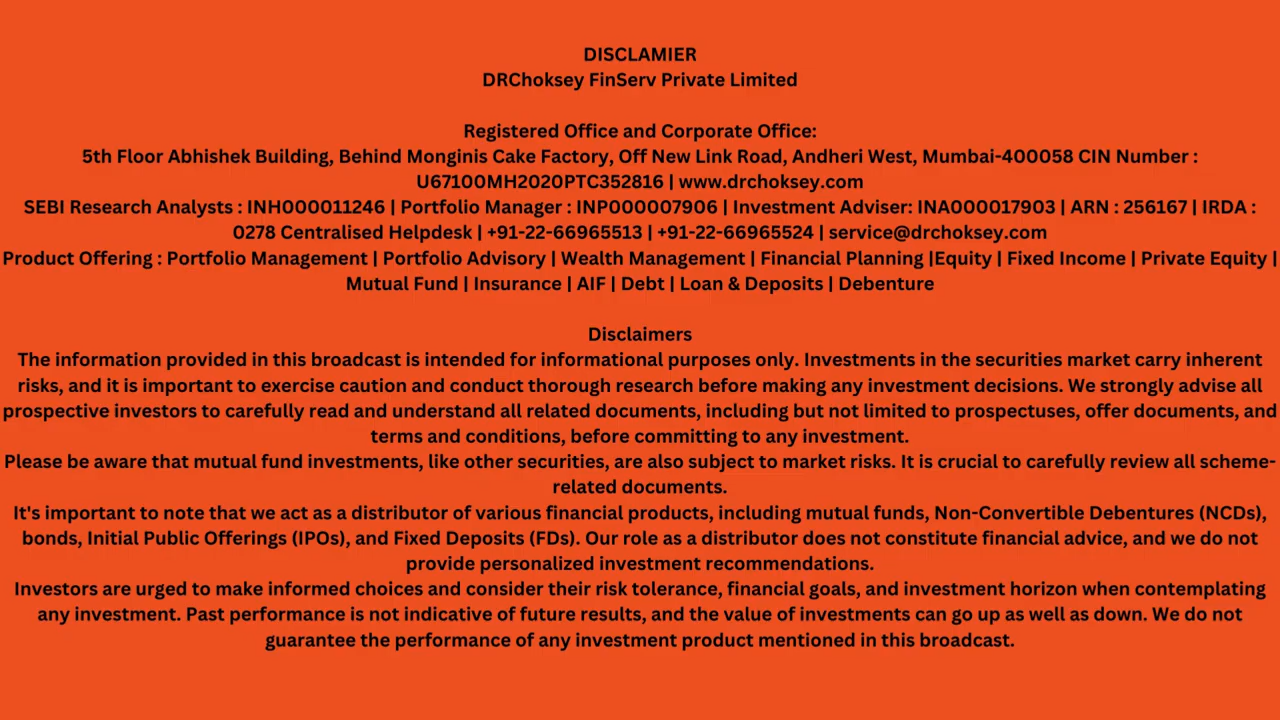 DISCLAMIER
DRChoksey FinServ Private Limited
Registered Office and Corporate Office:
5th Floor Abhishek Building, Behind Monginis Cake Factory, Off New Link Road, Andheri West, Mumbai-400058 CIN Number :
U67100MH2020PTC352816 | www.drchoksey.com
SEBI Research Analysts : INH000011246 | Portfolio Manager : INP000007906 | Investment Adviser: INA000017903 | ARN : 256167 | IRDA :
0278 Centralised Helpdesk | +91-22-66965513 | +91-22-66965524 | service@drchoksey.com
Product Offering : Portfolio Management | Portfolio Advisory | Wealth Management | Financial Planning |Equity | Fixed Income | Private Equity |
Mutual Fund | Insurance | AIF | Debt | Loan & Deposits | Debenture
Disclaimers
The information provided in this broadcast is intended for informational purposes only. Investments in the securities market carry inherent
risks, and it is important to exercise caution and conduct thorough research before making any investment decisions. We strongly advise all
prospective investors to carefully read and understand all related documents, including but not limited to prospectuses, offer documents, and
terms and conditions, before committing to any investment.
Please be aware that mutual fund investments, like other securities, are also subject to market risks. It is crucial to carefully review all scheme-
related documents.
It's important to note that we act as a distributor of various financial products, including mutual funds, Non-Convertible Debentures (NCDs),
bonds, Initial Public Offerings (IPOs), and Fixed Deposits (FDs). Our role as a distributor does not constitute financial advice, and we do not
provide personalized investment recommendations.
Investors are urged to make informed choices and consider their risk tolerance, financial goals, and investment horizon when contemplating
any investment. Past performance is not indicative of future results, and the value of investments can go up as well as down. We do not
guarantee the performance of any investment product mentioned in this broadcast.